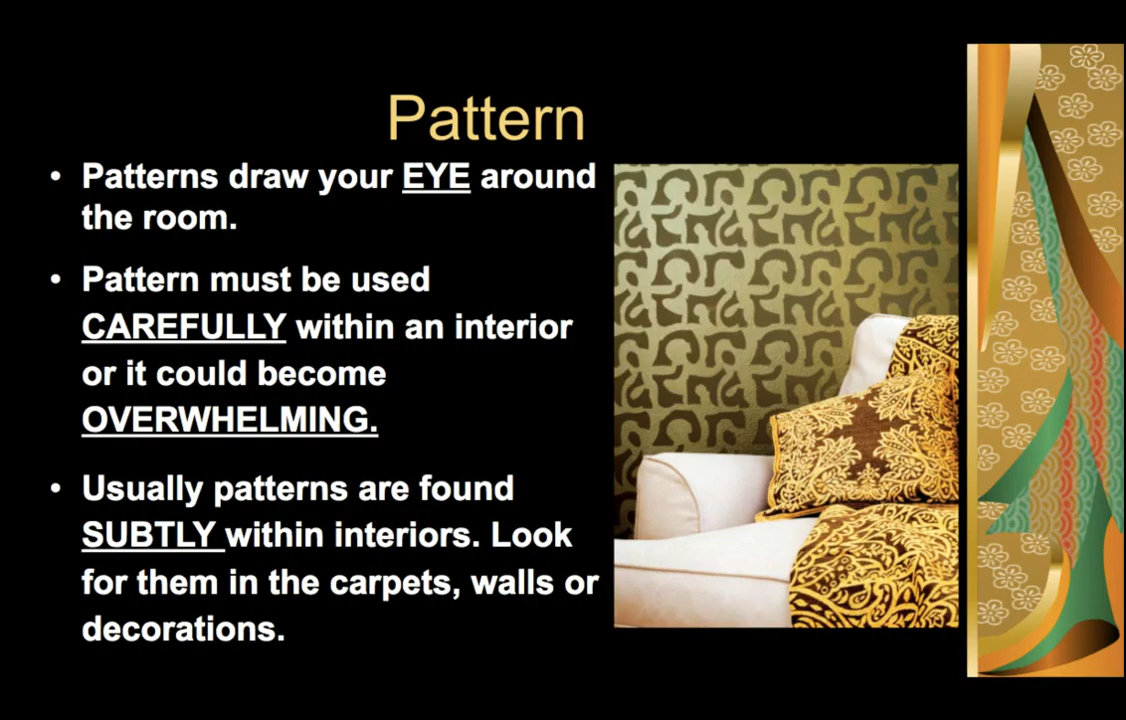 Pattern
• Patterns draw your EYE around
the room.
• Pattern must be used
CAREFULLY within an interior
or it could become
OVERWHELMING.
• Usually patterns are found
SUBTLY within interiors. Look
for them in the carpets, walls or
decorations.